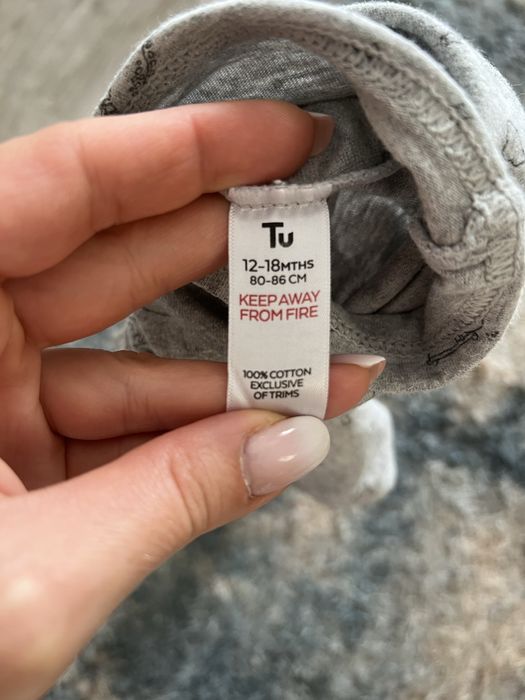 Tu
12-18MTHS
80-86 CM
KEEP AWAY
FROM FIRE
100% COTTON
EXCLUSIVE
OF TRIMS